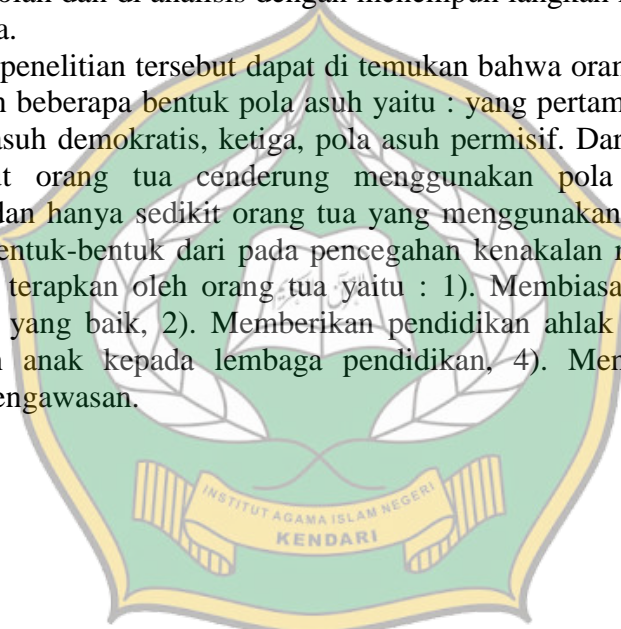 dan di analisis dengan menempuh langkah
a.
penelitian tersebut dapat di temukan bahwa oran
beberapa bentuk pola asuh yaitu : yang pertam
asuh demokratis, ketiga, pola asuh permisif. Dar
ut orang tua cenderung menggunakan pola
dan hanya sedikit orang tua yang menggunakan
entuk-bentuk dari pada pencegahan kenakalan
terapkan oleh orang tua yaitu : 1). Membiasa
yang baik, 2). Memberikan pendidikan ahlak
anak kepada lembaga pendidikan, 4). Men
engawasan.
INSTITUT AGAMA ISLAM NEGERI
KENDARI